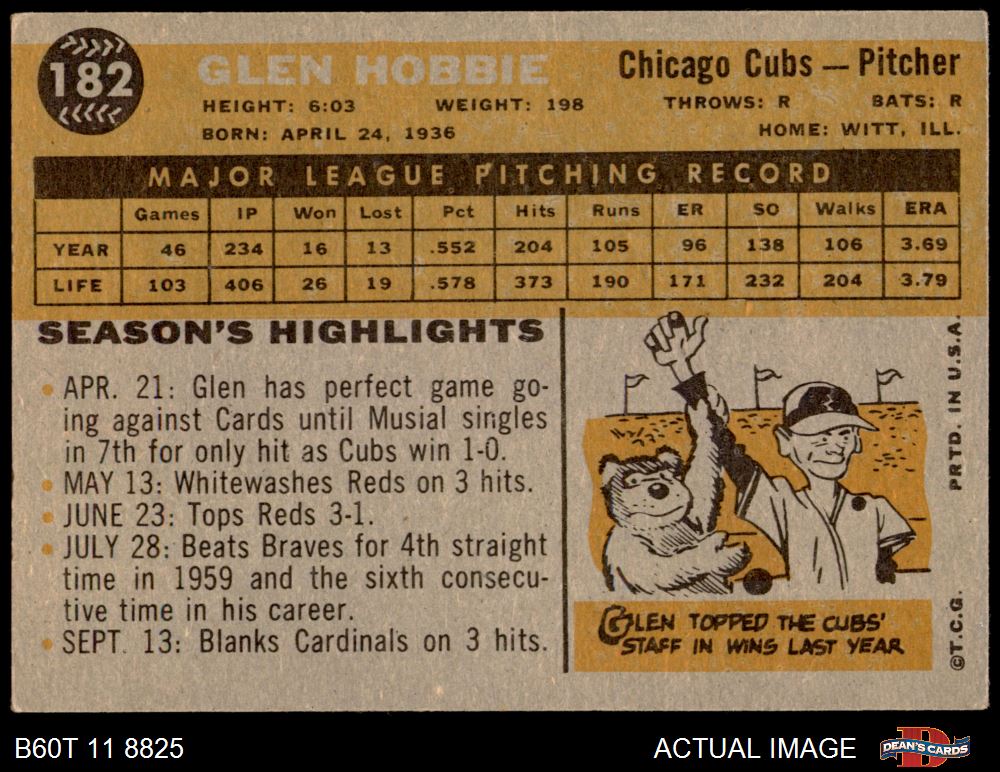 182
GLEN HOBBIE
Chicago Cubs — Pitcher
HEIGHT: 6:03 WEIGHT: 198 THROWS: R BATS: R
BORN: APRIL 24, 1936 HOME: WITT, ILL.
MAJOR LEAGUE PITCHING RECORD
Games IP Won Lost Pct Hits Runs ER SO Walks ERA
YEAR 46 234 16 13 .552 204 105 96 138 106 3.69
LIFE 103 406 26 19 .578 373 190 171 232 204 3.79
SEASON'S HIGHLIGHTS
• APR. 21: Glen has perfect game go-
ing against Cards until Musial singles
in 7th for only hit as Cubs win 1-0.
• MAY 13: Whitewashes Reds on 3 hits.
• JUNE 23: Tops Reds 3-1.
• JULY 28: Beats Braves for 4th straight
time in 1959 and the sixth consecu-
tive time in his career.
• SEPT. 13: Blanks Cardinals on 3 hits.
GLEN TOPPED THE CUBS'
STAFF IN WINS LAST YEAR
©T.C.G. PRTD. IN U.S.A.
B60T 11 8825
ACTUAL IMAGE
D
DEAN'S CARDS